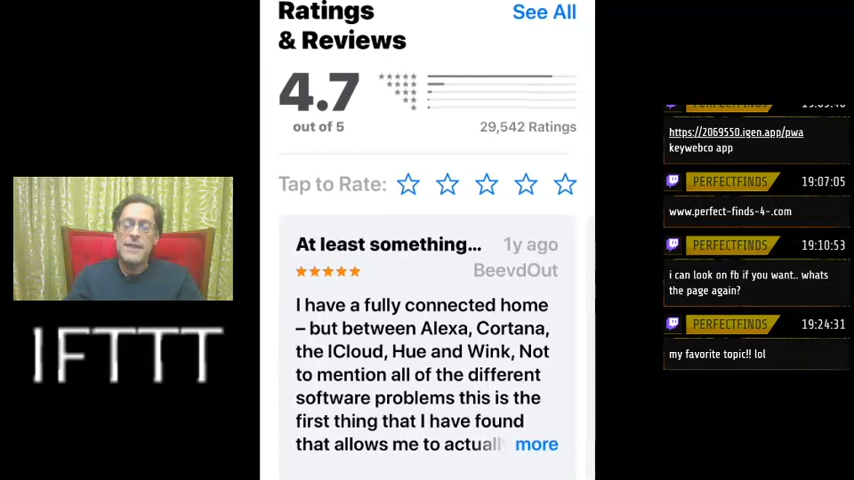 Ratings
& Reviews
See All
4.7
out of 5
29,542 Ratings
Tap to Rate:
At least something...
1y ago
BeevdOut
I have a fully connected home
– but between Alexa, Cortana,
the ICloud, Hue and Wink, Not
to mention all of the different
software problems this is the
first thing that I have found
that allows me to actuall
more
IFTTT
https://2069550.igen.app/pwa
keywebco app
PERFECTFINDS 19:07:05
www.perfect-finds-4-.com
PERFECTFINDS 19:10:53
i can look on fb if you want.. whats
the page again?
PERFECTFINDS 19:24:31
my favorite topic!! lol